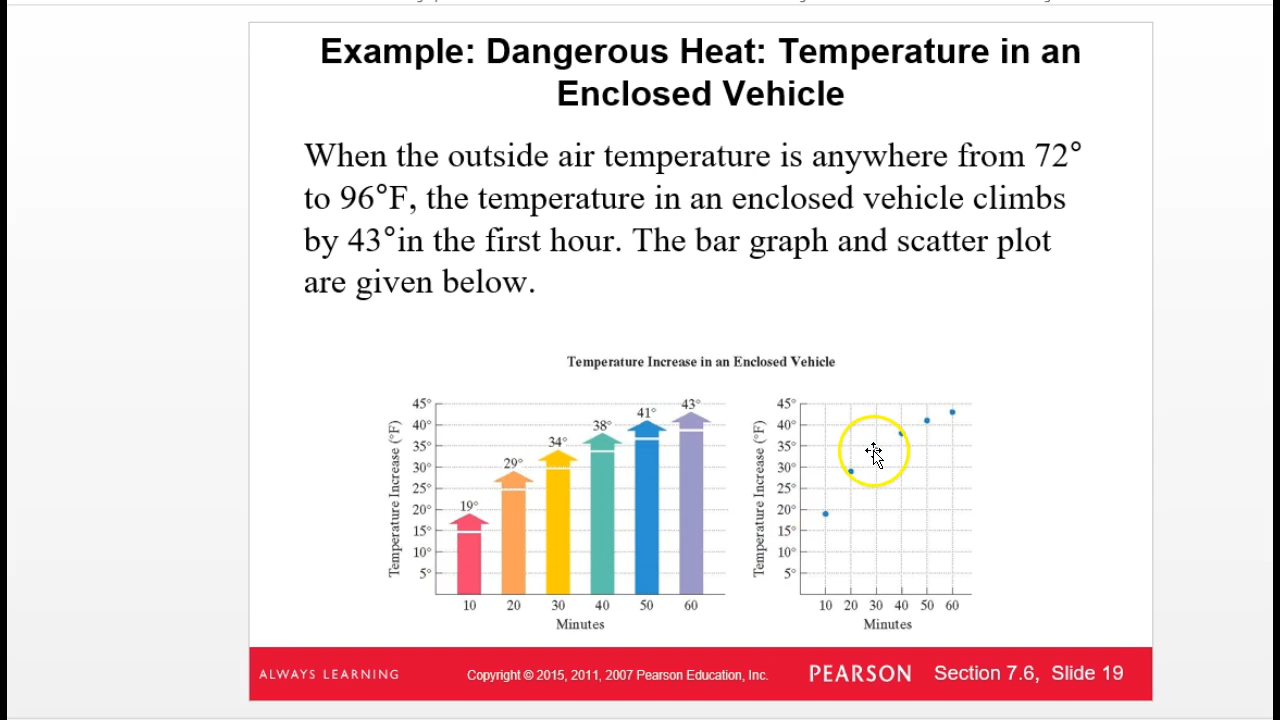 Example: Dangerous Heat: Temperature in an
Enclosed Vehicle
When the outside air temperature is anywhere from 72°
to 96°F, the temperature in an enclosed vehicle climbs
by 43°in the first hour. The bar graph and scatter plot
are given below.
Temperature Increase in an Enclosed Vehicle
Temperature Increase (°F)
45°
40°
35°
30°
25°
20°
15°
10°
5°
19°
29°
34°
38°
41°
43°
10 20 30 40 50 60
Minutes
Temperature Increase (°F)
45°
40°
35°
30°
25°
20°
15°
10°
5°
10 20 30 40 50 60
Minutes
ALWAYS LEARNING
Copyright © 2015, 2011, 2007 Pearson Education, Inc.
PEARSON
Section 7.6, Slide 19